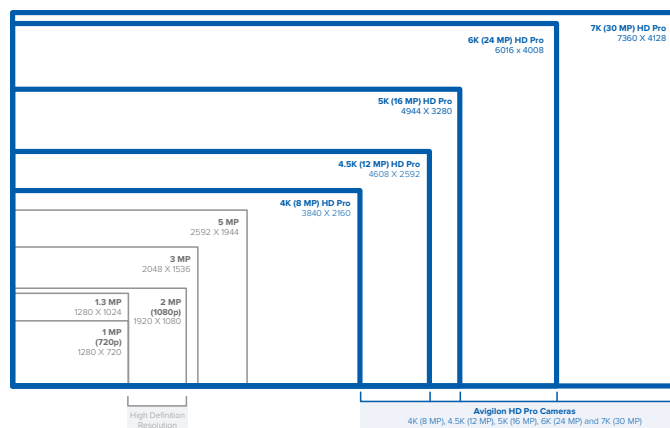 7K (30 MP) HD Pro
7360 X 4128
6K (24 MP) HD Pro
6016 x 4008
5K (16 MP) HD Pro
4944 X 3280
4.5K (12 MP) HD Pro
4608 X 2592
4K (8 MP) HD Pro
3840 X 2160
5 MP
2592 X 1944
3 MP
2048 X 1536
2 MP
(1080p)
1920 X 1080
1.3 MP
1280 X 1024
1 MP
(720p)
1280 X 720
High Definition
Resolution
Avigilon HD Pro Cameras
4K (8 MP), 4.5K (12 MP), 5K (16 MP), 6K (24 MP) and 7K (30 MP)